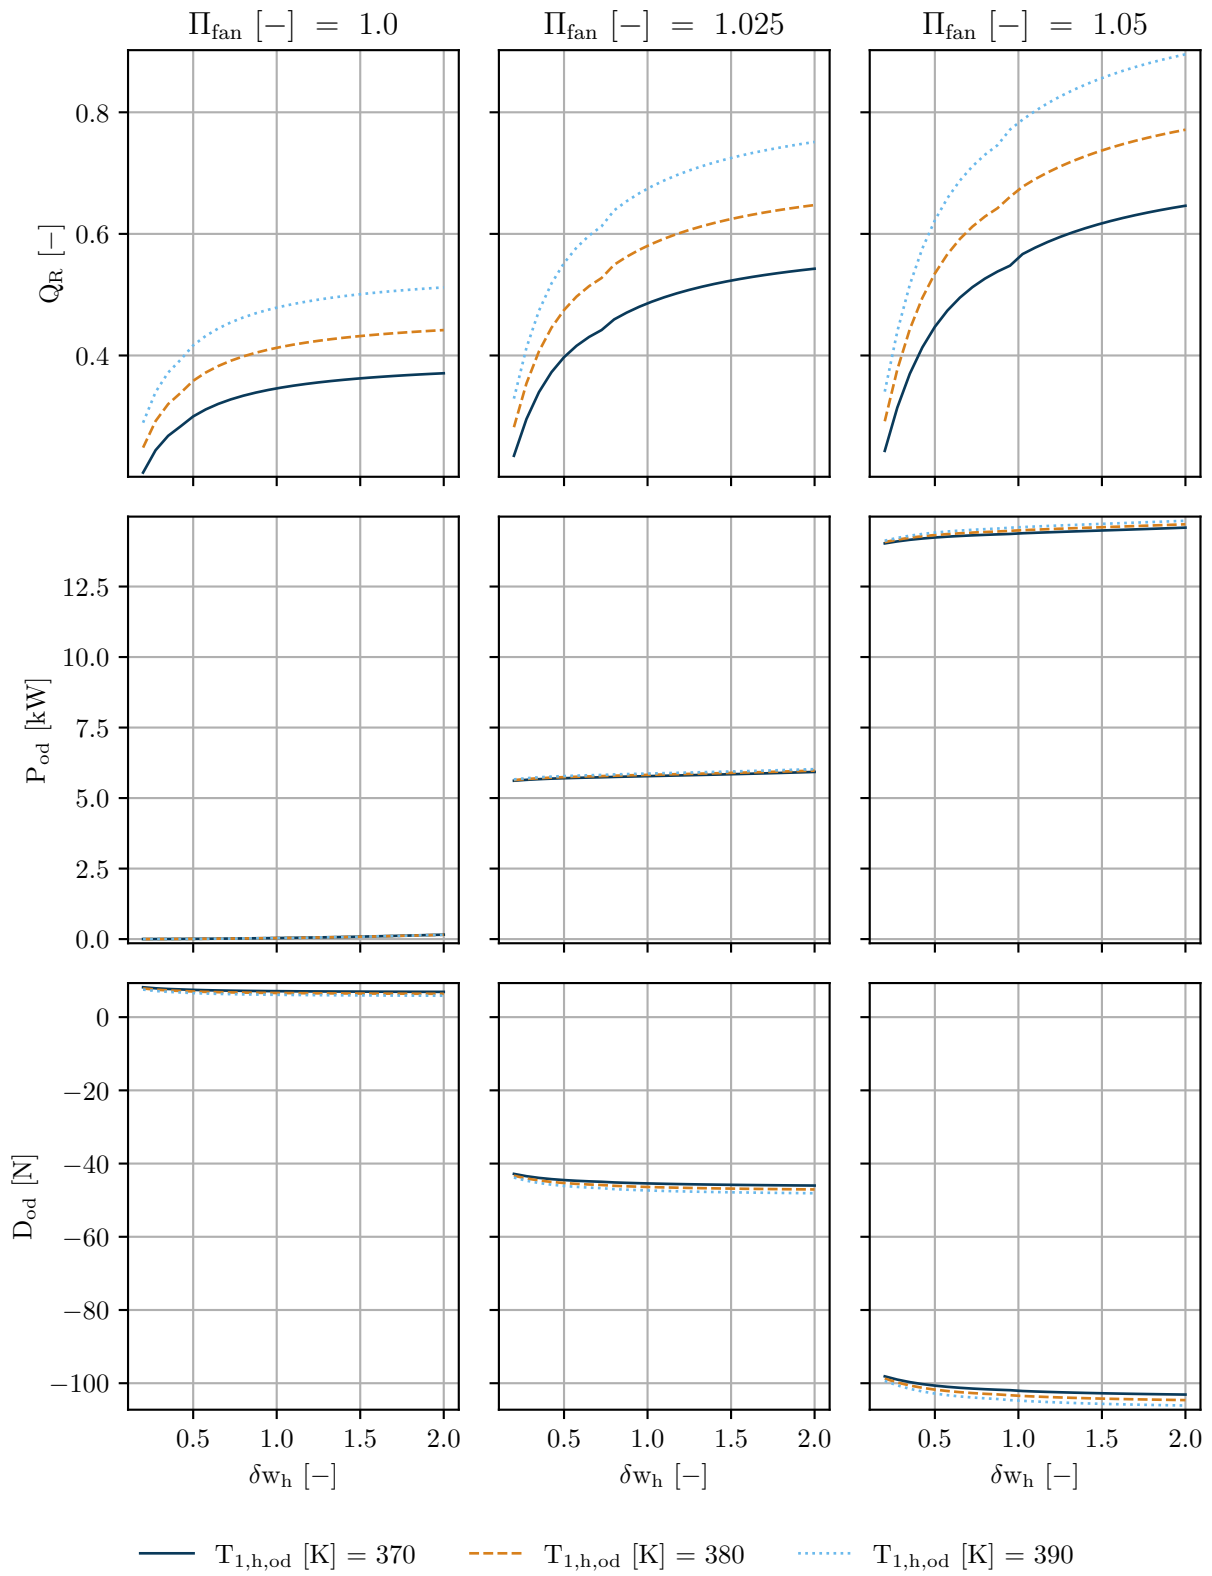 Π_fan [−] = 1.0
Π_fan [−] = 1.025
Π_fan [−] = 1.05
0.8
0.6
0.4
Q_R [−]
12.5
10.0
7.5
5.0
2.5
0.0
P_od [kW]
0
−20
−40
−60
−80
−100
D_od [N]
0.5 1.0 1.5 2.0
0.5 1.0 1.5 2.0
0.5 1.0 1.5 2.0
δw_h [−]
δw_h [−]
δw_h [−]
T_1,h,od [K] = 370
T_1,h,od [K] = 380
T_1,h,od [K] = 390